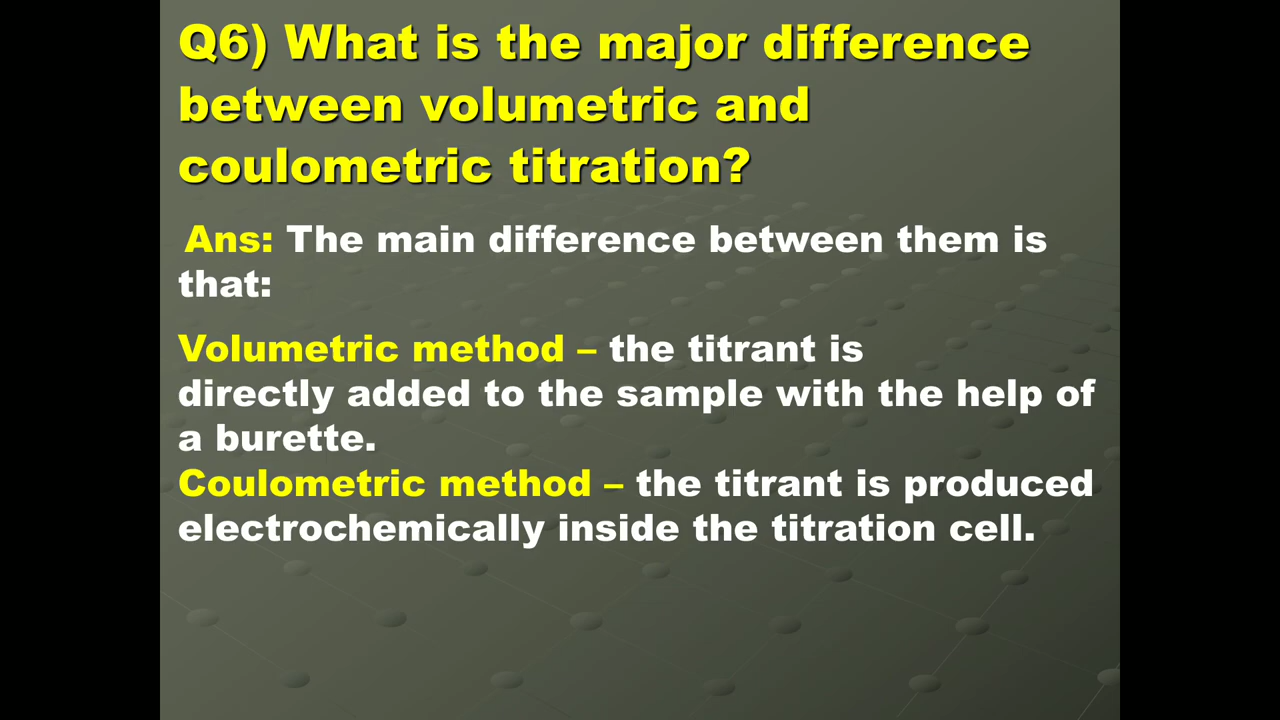 Q6) What is the major difference
between volumetric and
coulometric titration?
Ans: The main difference between them is
that:
Volumetric method – the titrant is
directly added to the sample with the help of
a burette.
Coulometric method – the titrant is produced
electrochemically inside the titration cell.